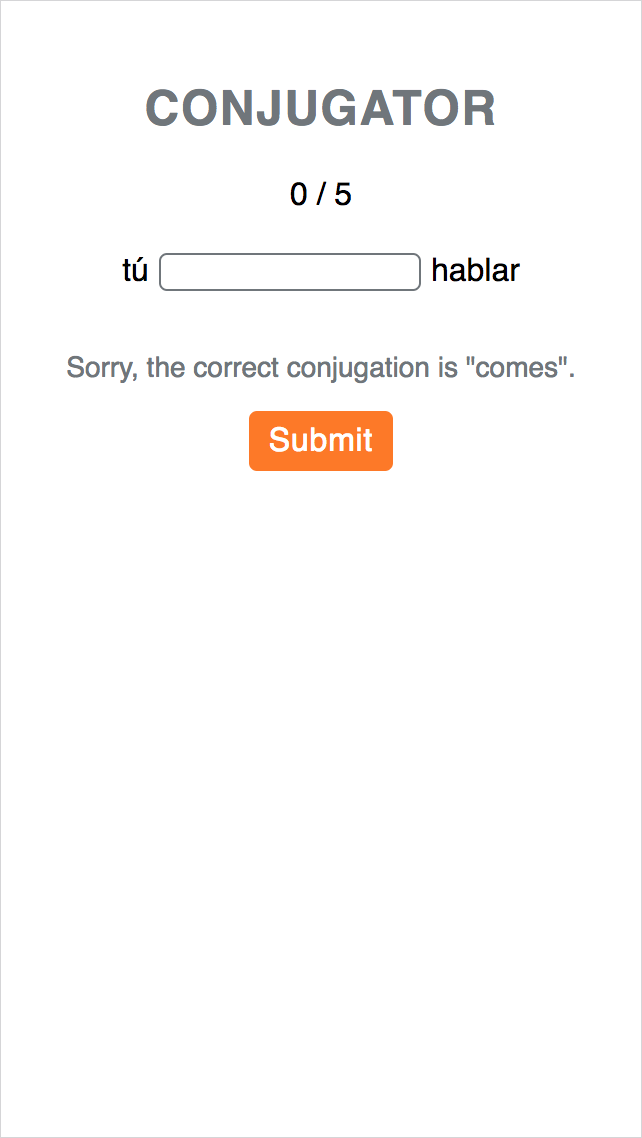 CONJUGATOR
0 / 5
tú hablar
Sorry, the correct conjugation is "comes".
Submit